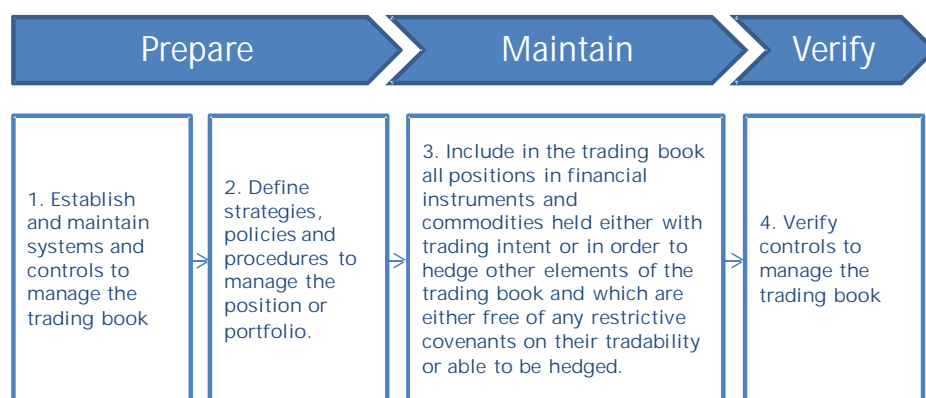 Prepare
Maintain
Verify
1. Establish
and maintain
systems and
controls to
manage the
trading book
2. Define
strategies,
policies and
procedures to
manage the
position or
portfolio.
3. Include in the trading book
all positions in financial
instruments and
commodities held either with
trading intent or in order to
hedge other elements of the
trading book and which are
either free of any restrictive
covenants on their tradability
or able to be hedged.
4. Verify
controls to
manage the
trading book